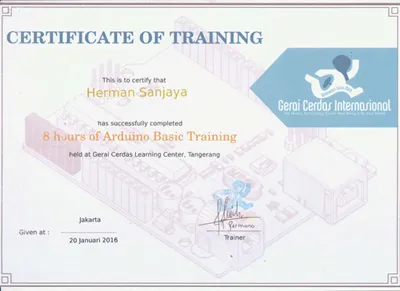 CERTIFICATE OF TRAINING
This is to certify that
Herman Sanjaya
Gerai Cerdas Internasional
has successfully completed
8 hours of Arduino Basic Training
held at Gerai Cerdas Learning Center, Tangerang
Jakarta
Given at :
20 Januari 2016
Parmano
Trainer